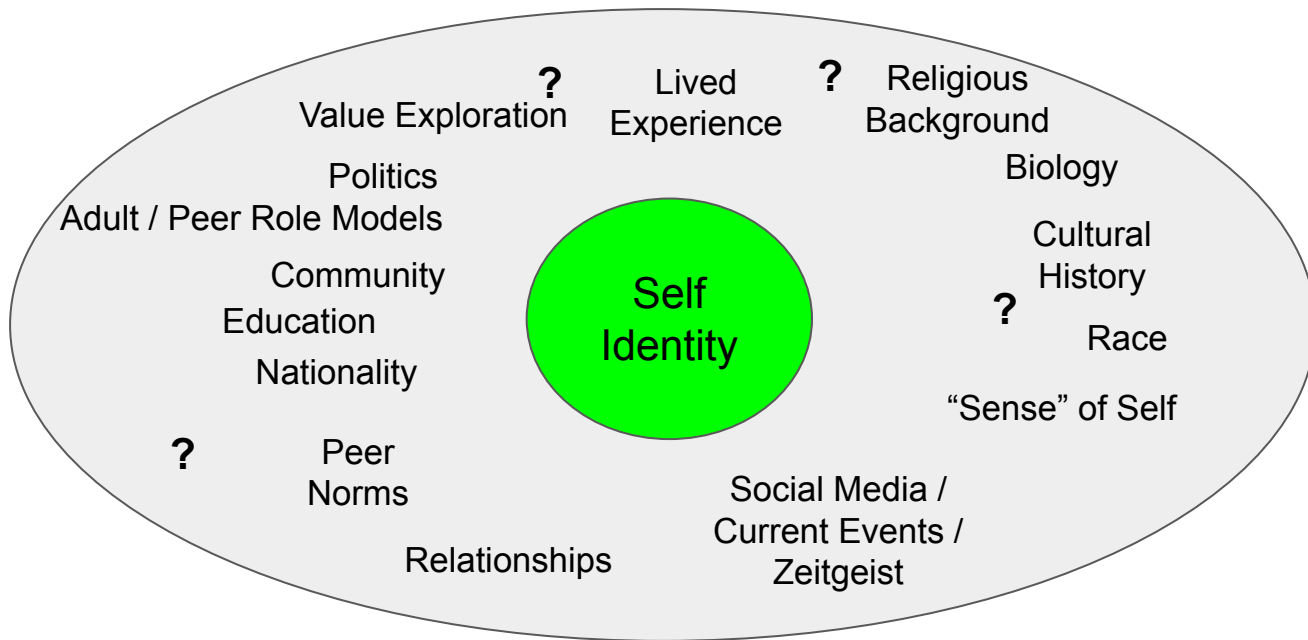 ?
Lived
Experience
?
Religious
Background
Value Exploration
Biology
Politics
Adult / Peer Role Models
Cultural
History
Community
Self
Identity
?
Education
Race
Nationality
“Sense” of Self
?
Peer
Norms
Social Media /
Current Events /
Zeitgeist
Relationships